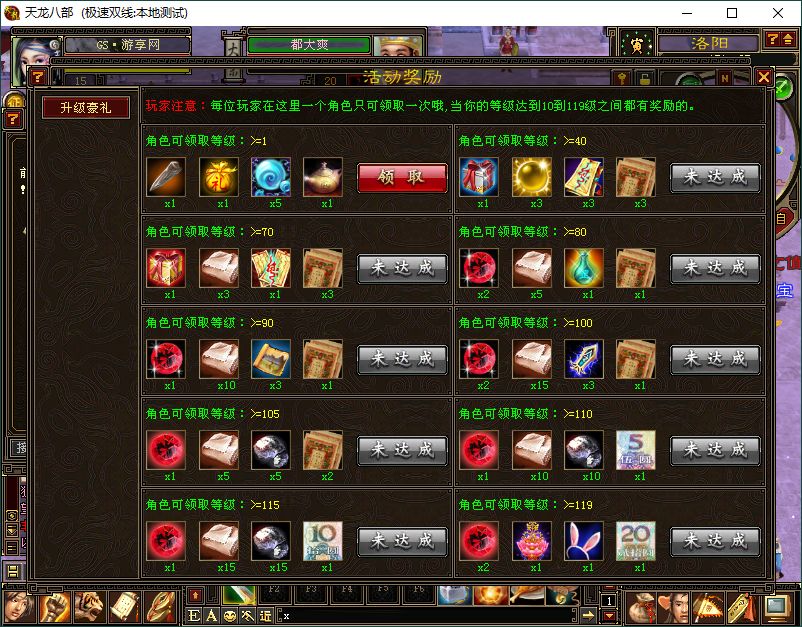 天龙八部 (极速双线:本地测试)
GS·游享网
都大爽
洛阳
15
20
活动奖励
N
升级豪礼
玩家注意：每位玩家在这里一个角色只可领取一次哦,当你的等级达到10到119级之间都有奖励的。
角色可领取等级：>=1
x1 x1 x5 x1
领取
角色可领取等级：>=40
x1 x3 x3 x3
未达成
角色可领取等级：>=70
x1 x3 x1 x3
未达成
角色可领取等级：>=80
x2 x5 x1 x1
未达成
角色可领取等级：>=90
x1 x10 x3 x1
未达成
角色可领取等级：>=100
x2 x15 x3 x1
未达成
角色可领取等级：>=105
x1 x5 x5 x2
未达成
角色可领取等级：>=110
x1 x10 x10 x1
未达成
角色可领取等级：>=115
x1 x15 x15 x1
未达成
角色可领取等级：>=119
x2 x1 x1 x1
未达成
自
宝
F2 F3 F4 F5 F6
E A 近 x
1